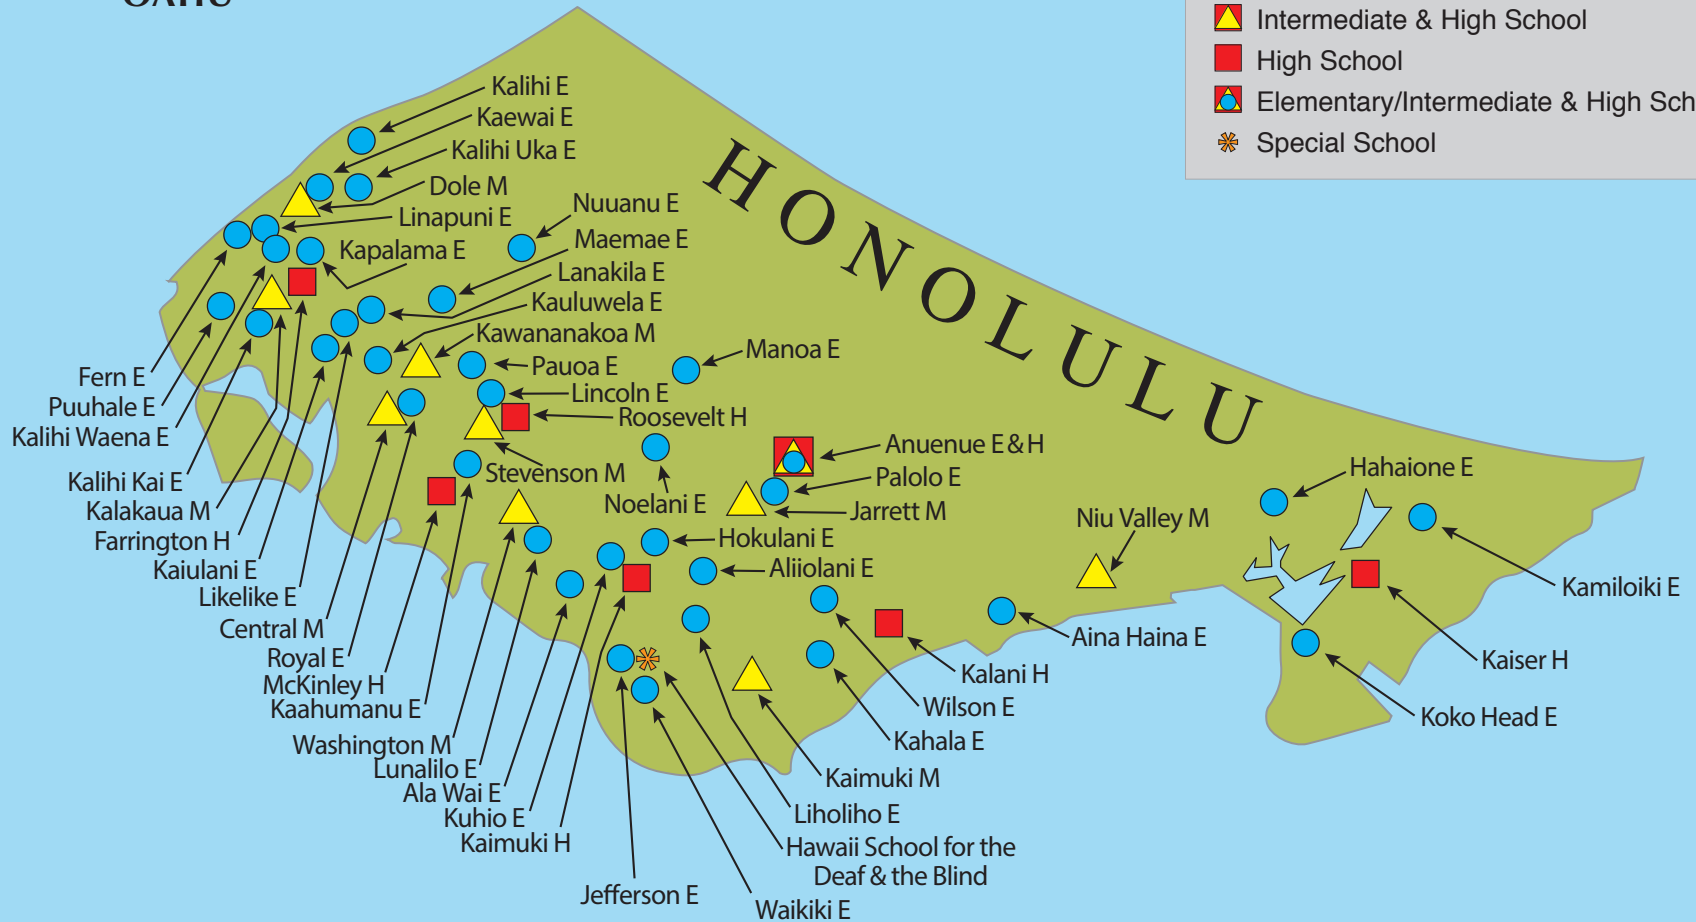 OAHU
Intermediate & High School
High School
Elementary/Intermediate & High Sch
Special School
HONOLULU
Kalihi E
Kaewai E
Kalihi Uka E
Dole M
Linapuni E
Kapalama E
Nuuanu E
Maemae E
Lanakila E
Kauluwela E
Kawananakoa M
Pauoa E
Lincoln E
Roosevelt H
Manoa E
Stevenson M
Noelani E
Anuenue E & H
Palolo E
Jarrett M
Hokulani E
Aliiolani E
Niu Valley M
Hahaione E
Kamiloiki E
Kaiser H
Koko Head E
Aina Haina E
Kalani H
Wilson E
Kahala E
Kaimuki M
Liholiho E
Hawaii School for the
Deaf & the Blind
Waikiki E
Jefferson E
Fern E
Puuhale E
Kalihi Waena E
Kalihi Kai E
Kalakaua M
Farrington H
Kaiulani E
Likelike E
Central M
Royal E
McKinley H
Kaahumanu E
Washington M
Lunalilo E
Ala Wai E
Kuhio E
Kaimuki H